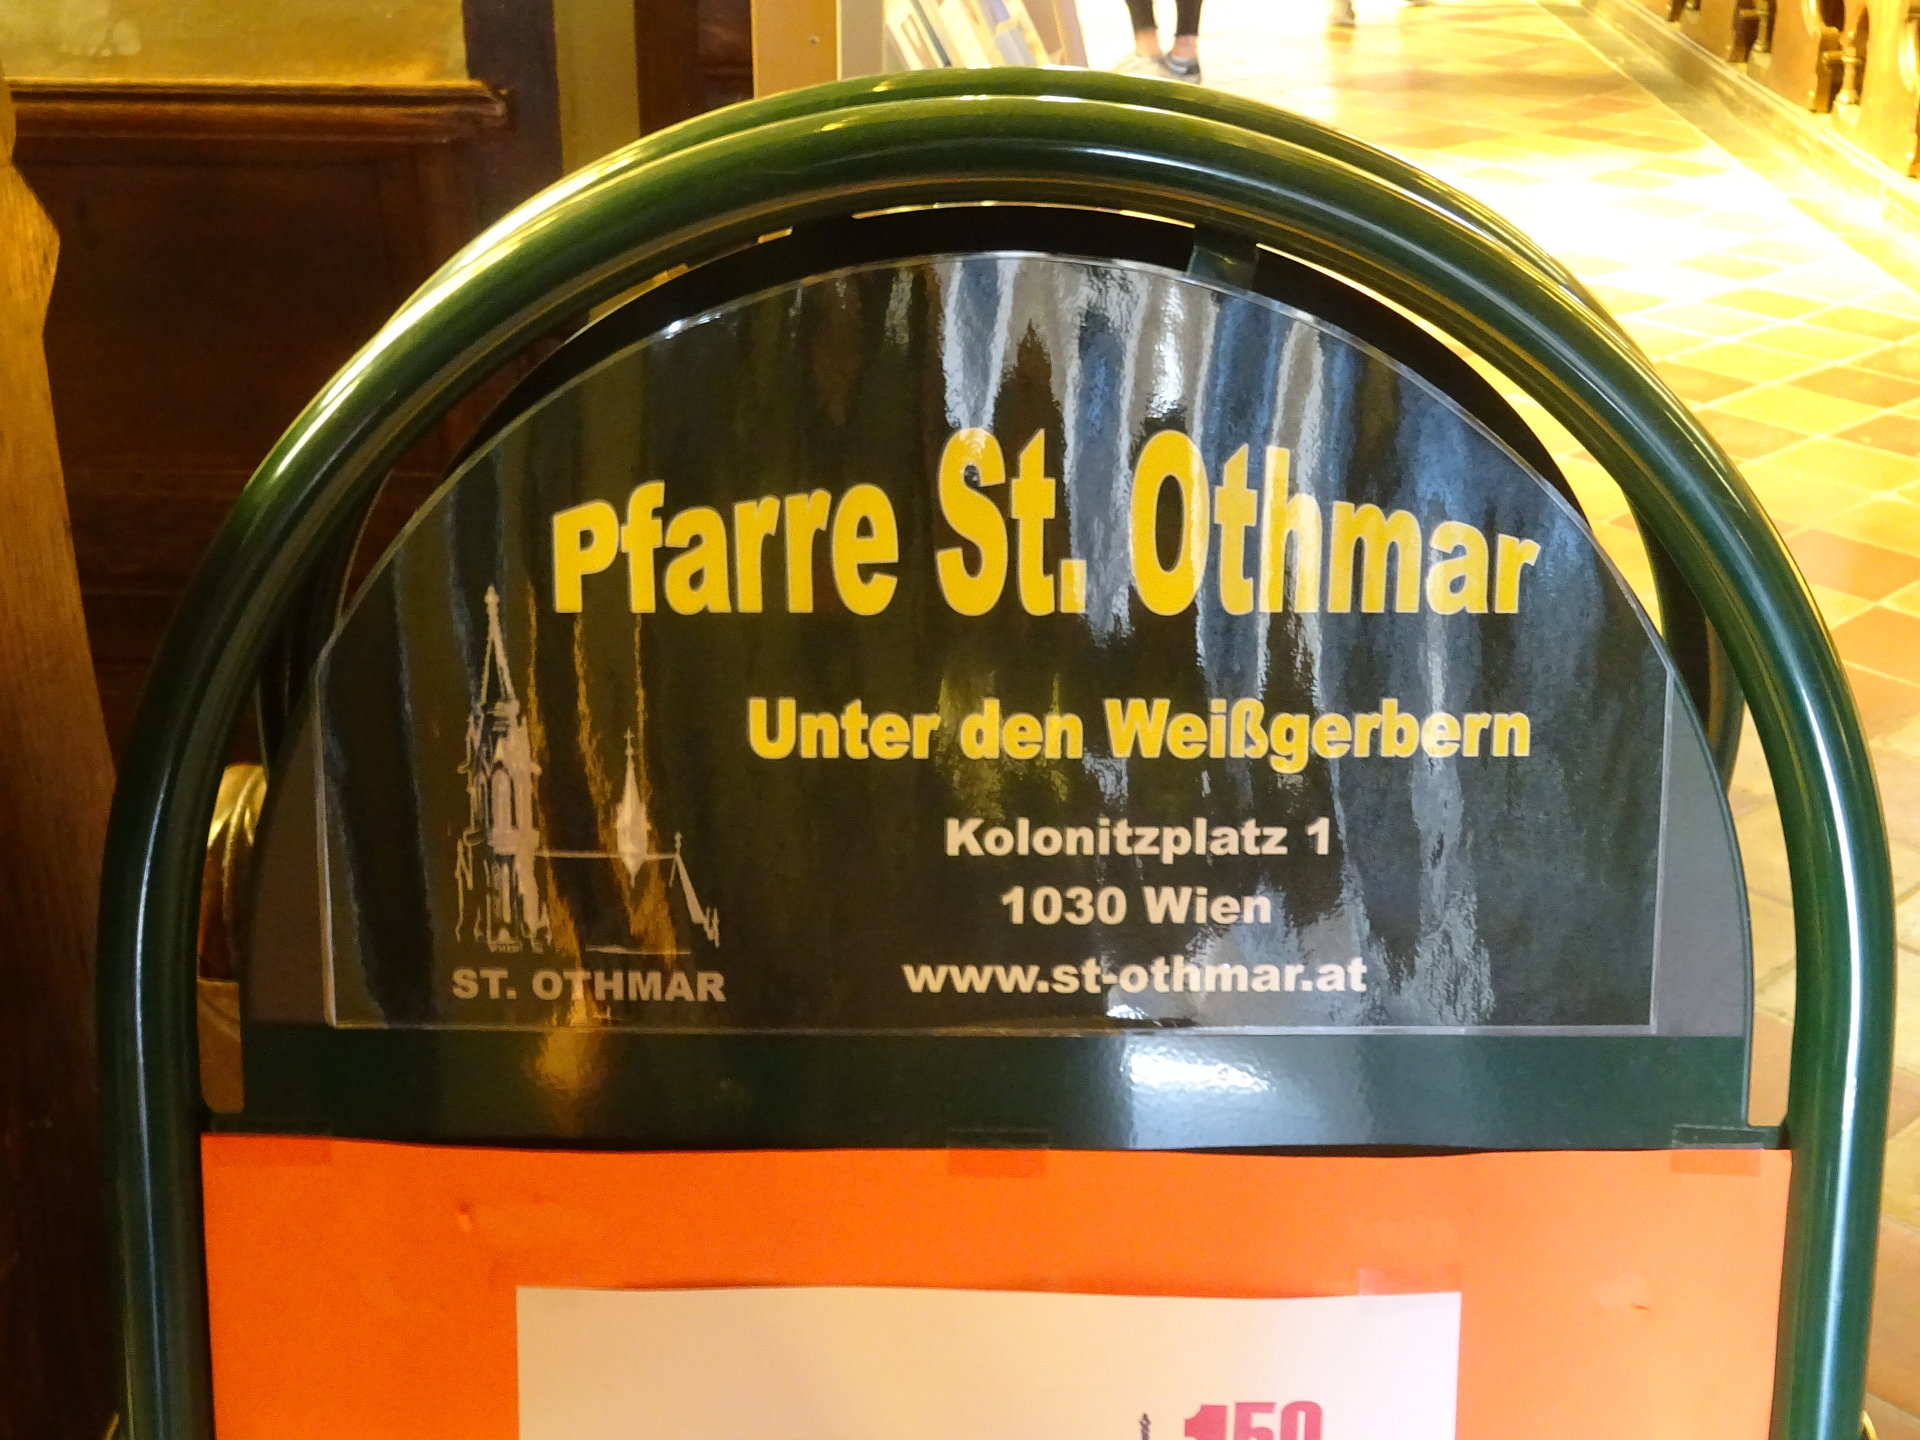 Pfarre St. Othmar
Unter den Weißgerbern
Kolonitzplatz 1
1030 Wien
www.st-othmar.at
ST. OTHMAR
150